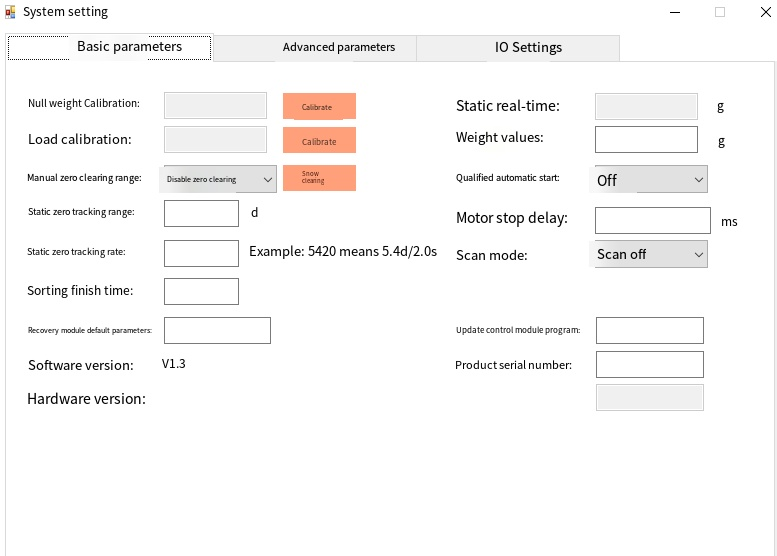 System setting
Basic parameters
Advanced parameters
IO Settings
Null weight Calibration:
Calibrate
Static real-time:
g
Load calibration:
Calibrate
Weight values:
g
Manual zero clearing range:
Disable zero clearing
Snow
clearing
Qualified automatic start:
Off
Static zero tracking range:
d
Motor stop delay:
ms
Static zero tracking rate:
Example: 5420 means 5.4d/2.0s
Scan mode:
Scan off
Sorting finish time:
Recovery module default parameters:
Update control module program:
Software version:
V1.3
Product serial number:
Hardware version: